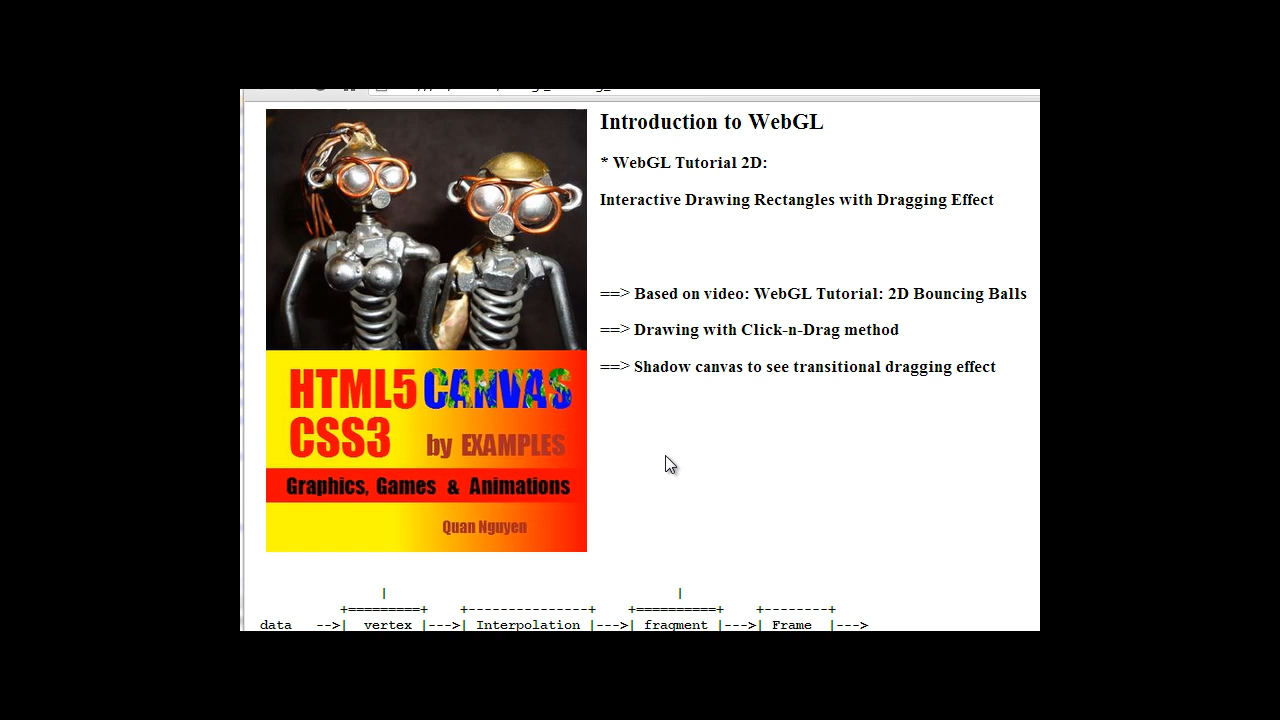 Introduction to WebGL
* WebGL Tutorial 2D:
Interactive Drawing Rectangles with Dragging Effect
==> Based on video: WebGL Tutorial: 2D Bouncing Balls
==> Drawing with Click-n-Drag method
==> Shadow canvas to see transitional dragging effect
HTML5 CANVAS
CSS3 by EXAMPLES
Graphics, Games & Animations
Quan Nguyen
| |
+=========+ +---------------+ +==========+ +--------+
data -->| vertex |--->| Interpolation |--->| fragment |--->| Frame |--->